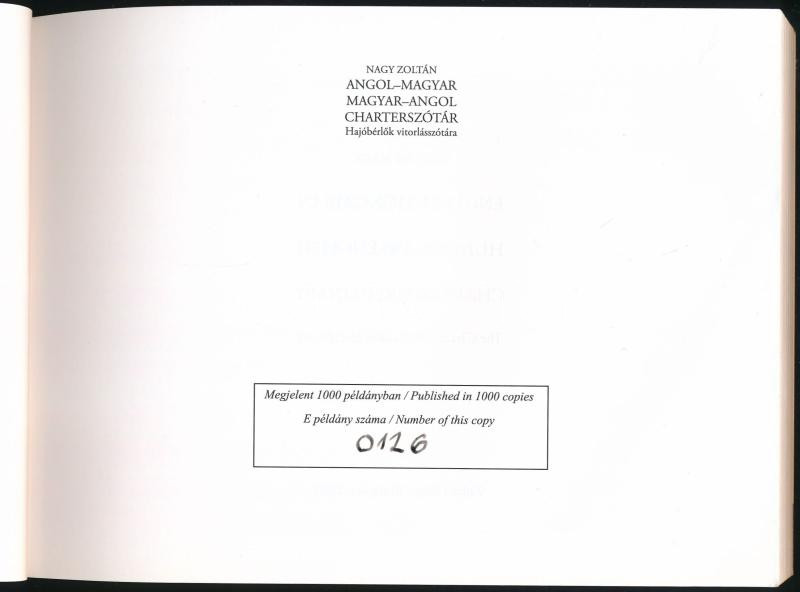 NAGY ZOLTÁN
ANGOL–MAGYAR
MAGYAR–ANGOL
CHARTERSZÓTÁR
Hajóbérlők vitorlásszótára
Megjelent 1000 példányban / Published in 1000 copies
E példány száma / Number of this copy
0126